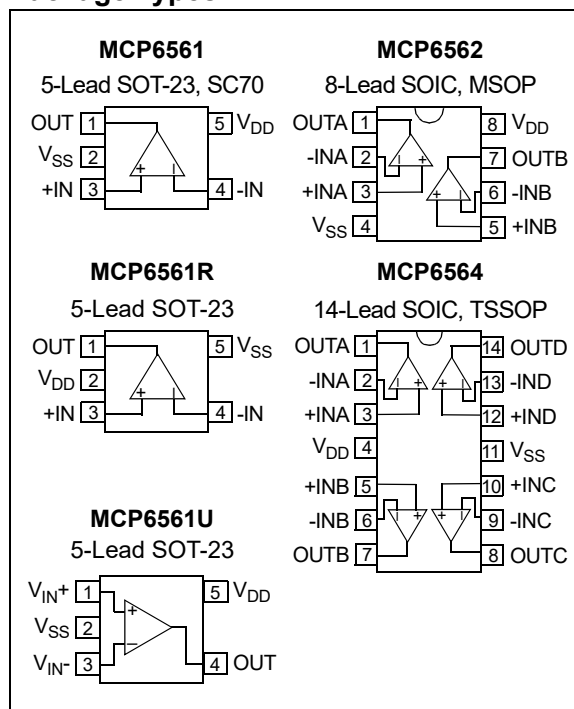 MCP6561
5-Lead SOT-23, SC70
OUT 1 5 VDD
VSS 2
+IN 3 4 -IN
+ –
MCP6561R
5-Lead SOT-23
OUT 1 5 VSS
VDD 2
+IN 3 4 -IN
+ –
MCP6561U
5-Lead SOT-23
VIN+ 1 5 VDD
+
VSS 2
–
VIN- 3 4 OUT
MCP6562
8-Lead SOIC, MSOP
OUTA 1 8 VDD
-INA 2 – + 7 OUTB
+INA 3 + – 6 -INB
VSS 4 5 +INB
MCP6564
14-Lead SOIC, TSSOP
OUTA 1 14 OUTD
-INA 2 – + + – 13 -IND
+INA 3 12 +IND
VDD 4 11 VSS
+INB 5 10 +INC
-INB 6 – + + – 9 -INC
OUTB 7 8 OUTC